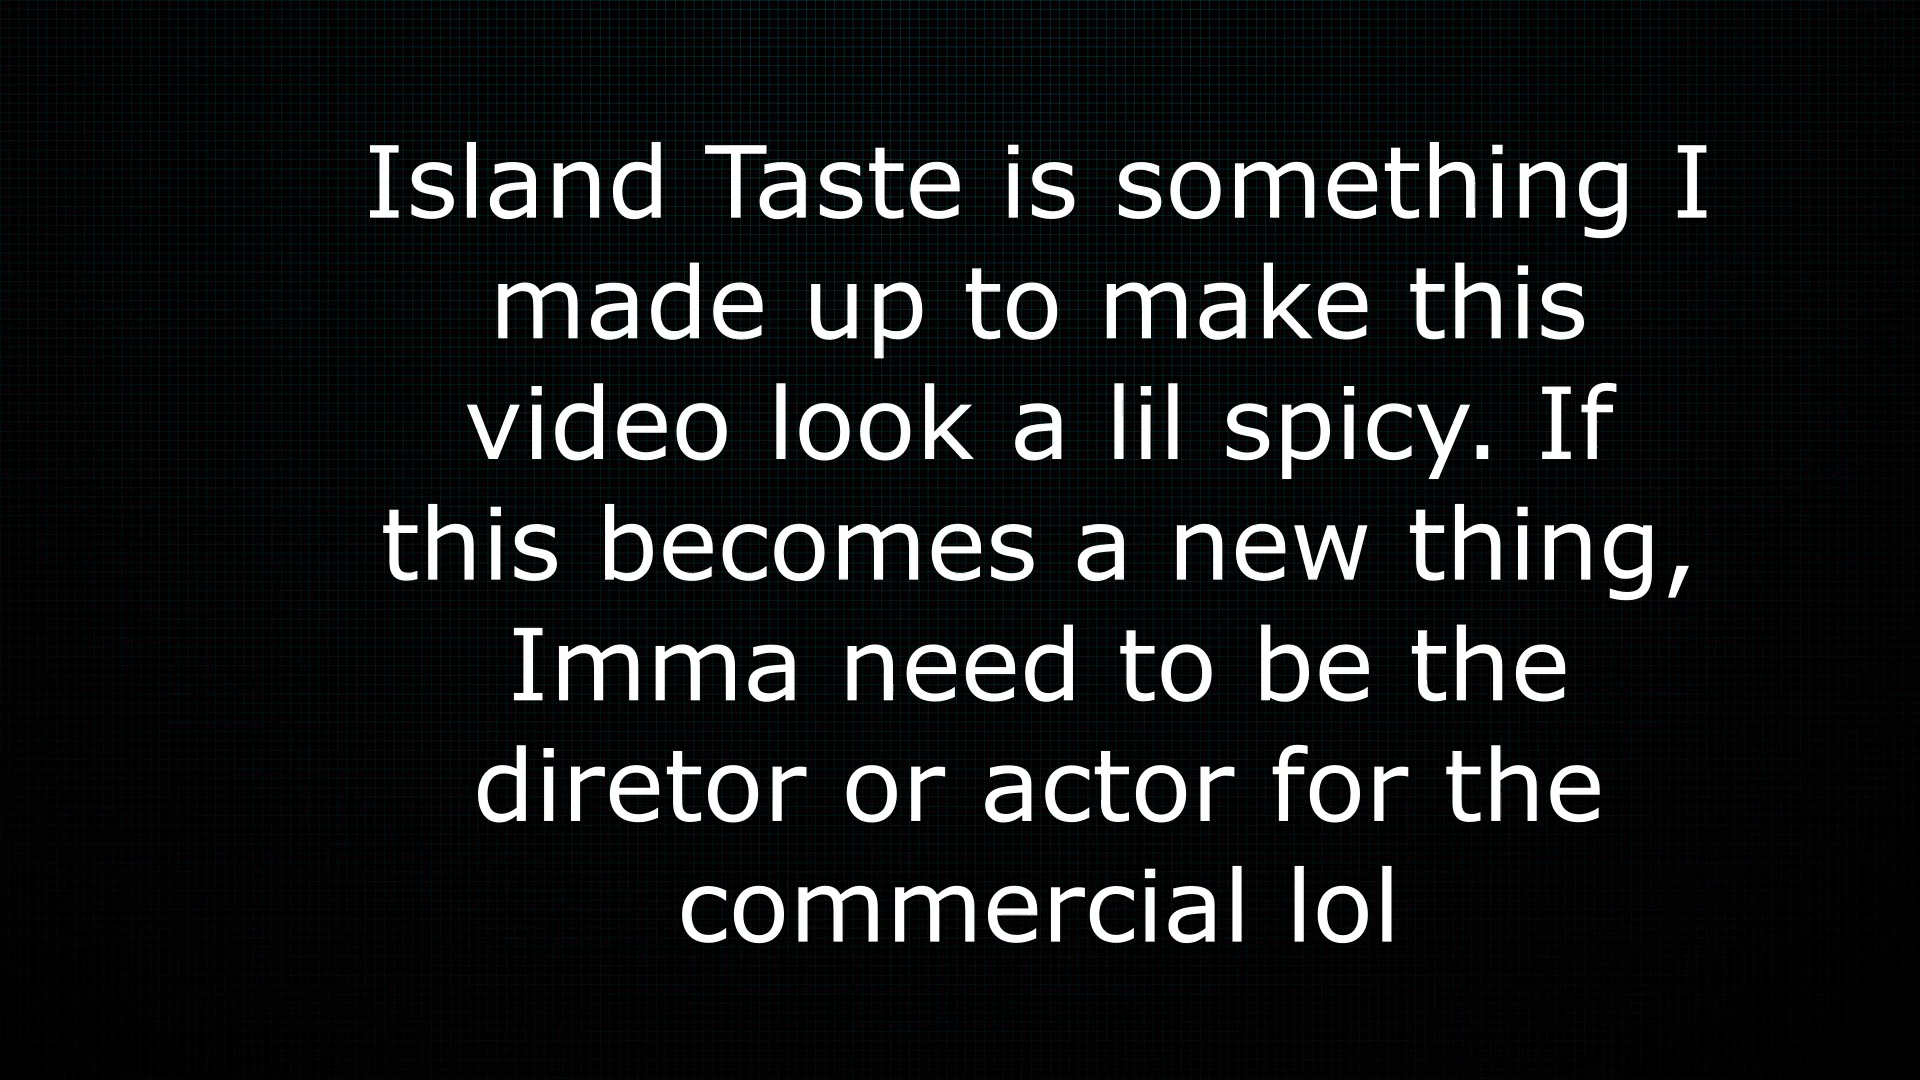 Island Taste is something I
made up to make this
video look a lil spicy. If
this becomes a new thing,
Imma need to be the
diretor or actor for the
commercial lol